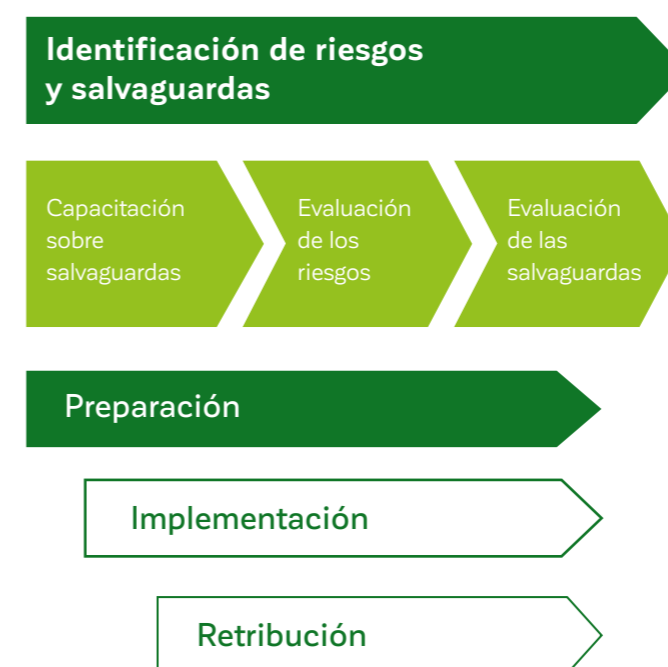 Identificación de riesgos
y salvaguardas
Capacitación
sobre
salvaguardas
Evaluación
de los
riesgos
Evaluación
de las
salvaguardas
Preparación
Implementación
Retribución